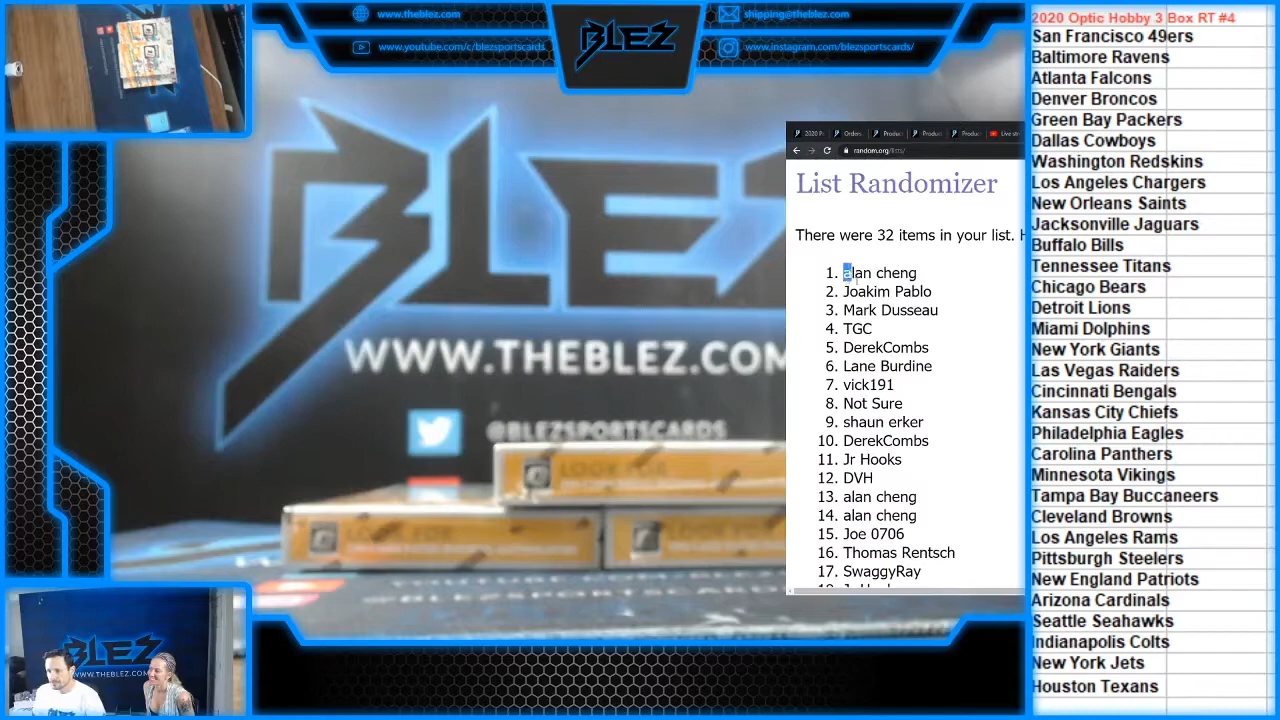 www.theblez.com
shipping@theblez.com
www.youtube.com/c/blezsportscards
www.instagram.com/blezsportscards/
BLEZ
BLEZ
WWW.THEBLEZ.COM
@BLEZSPORTSCARDS
LOOK FOR
random.org/lists/
List Randomizer
There were 32 items in your list. H
1. alan cheng
2. Joakim Pablo
3. Mark Dusseau
4. TGC
5. DerekCombs
6. Lane Burdine
7. vick191
8. Not Sure
9. shaun erker
10. DerekCombs
11. Jr Hooks
12. DVH
13. alan cheng
14. alan cheng
15. Joe 0706
16. Thomas Rentsch
17. SwaggyRay
2020 Optic Hobby 3 Box RT #4
San Francisco 49ers
Baltimore Ravens
Atlanta Falcons
Denver Broncos
Green Bay Packers
Dallas Cowboys
Washington Redskins
Los Angeles Chargers
New Orleans Saints
Jacksonville Jaguars
Buffalo Bills
Tennessee Titans
Chicago Bears
Detroit Lions
Miami Dolphins
New York Giants
Las Vegas Raiders
Cincinnati Bengals
Kansas City Chiefs
Philadelphia Eagles
Carolina Panthers
Minnesota Vikings
Tampa Bay Buccaneers
Cleveland Browns
Los Angeles Rams
Pittsburgh Steelers
New England Patriots
Arizona Cardinals
Seattle Seahawks
Indianapolis Colts
New York Jets
Houston Texans
BLEZ
WWW.THEBLEZ.COM